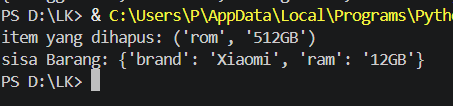 PS D:\LK> & C:\Users\P\AppData\Local\Programs\Pyth
item yang dihapus: ('rom', '512GB')
sisa Barang: {'brand': 'Xiaomi', 'ram': '12GB'}
PS D:\LK>